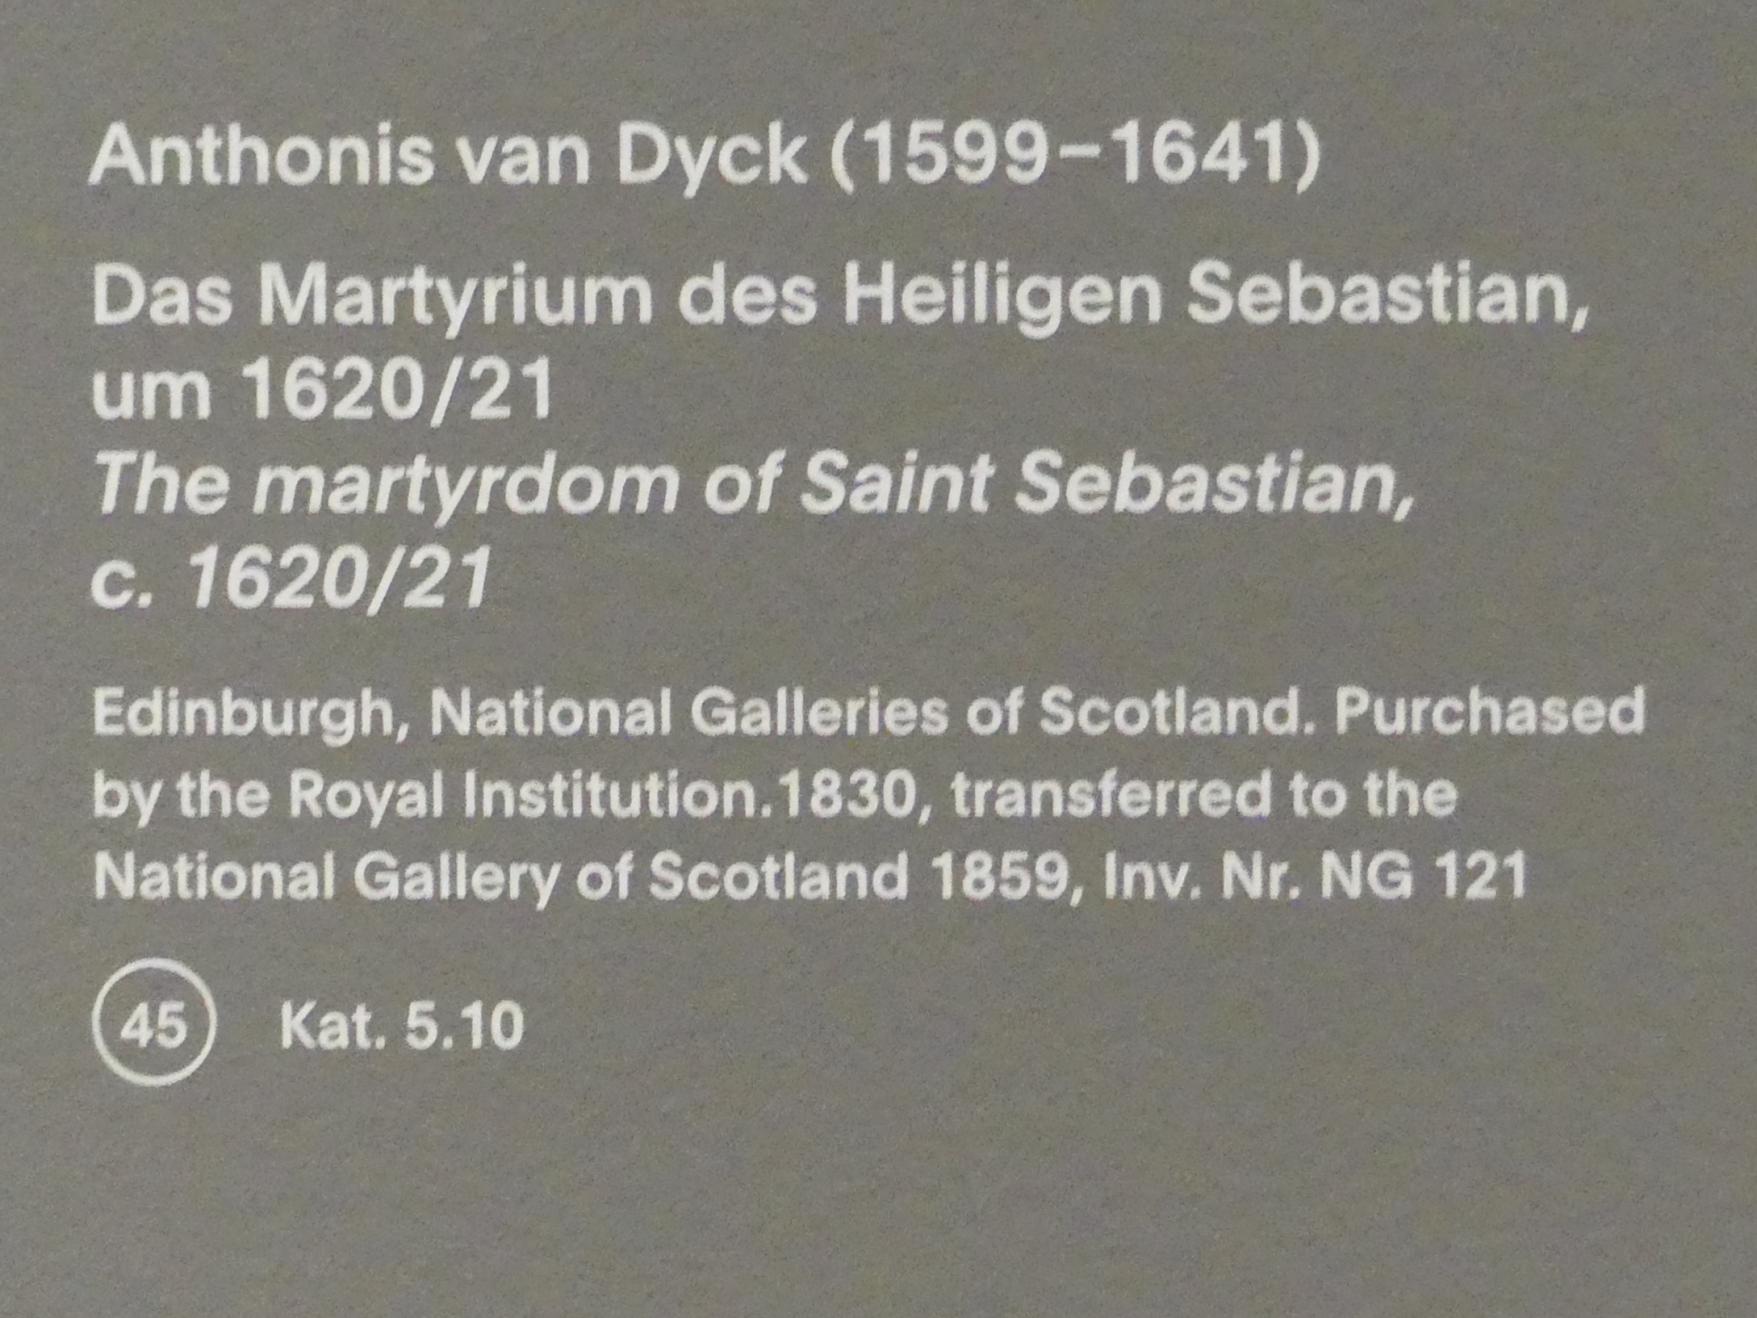 Anthonis van Dyck (1599–1641)
Das Martyrium des Heiligen Sebastian,
um 1620/21
The martyrdom of Saint Sebastian,
c. 1620/21
Edinburgh, National Galleries of Scotland. Purchased
by the Royal Institution.1830, transferred to the
National Gallery of Scotland 1859, Inv. Nr. NG 121
45 Kat. 5.10